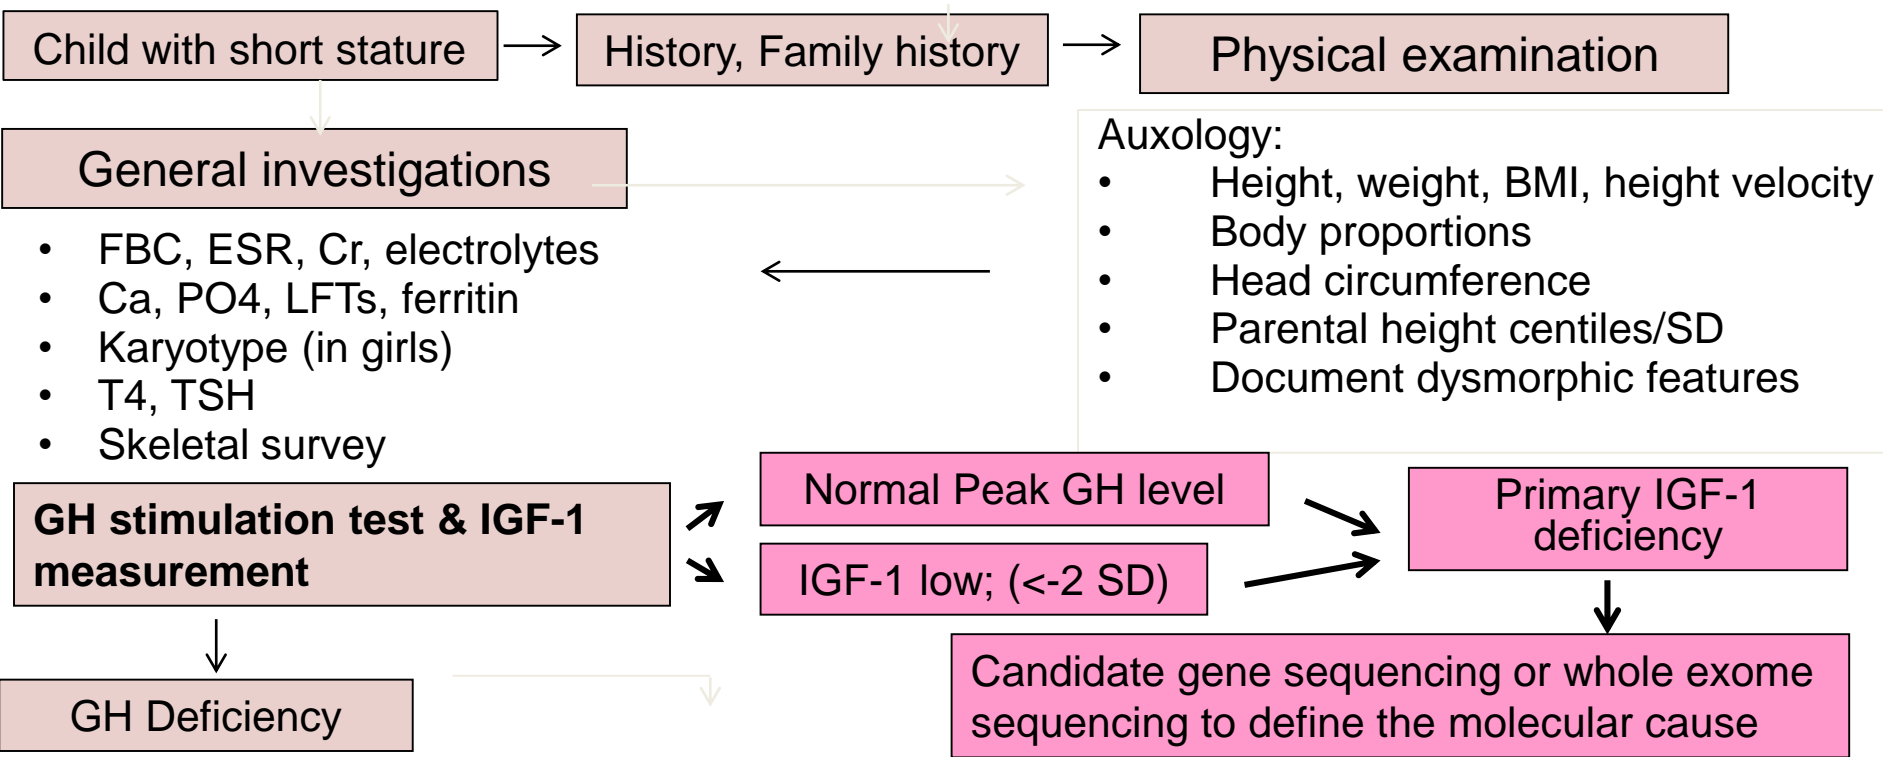 Child with short stature
History, Family history
Physical examination
General investigations
• FBC, ESR, Cr, electrolytes
• Ca, PO4, LFTs, ferritin
• Karyotype (in girls)
• T4, TSH
• Skeletal survey
Auxology:
• Height, weight, BMI, height velocity
• Body proportions
• Head circumference
• Parental height centiles/SD
• Document dysmorphic features
GH stimulation test & IGF-1
measurement
Normal Peak GH level
IGF-1 low; (<-2 SD)
Primary IGF-1
deficiency
GH Deficiency
Candidate gene sequencing or whole exome
sequencing to define the molecular cause